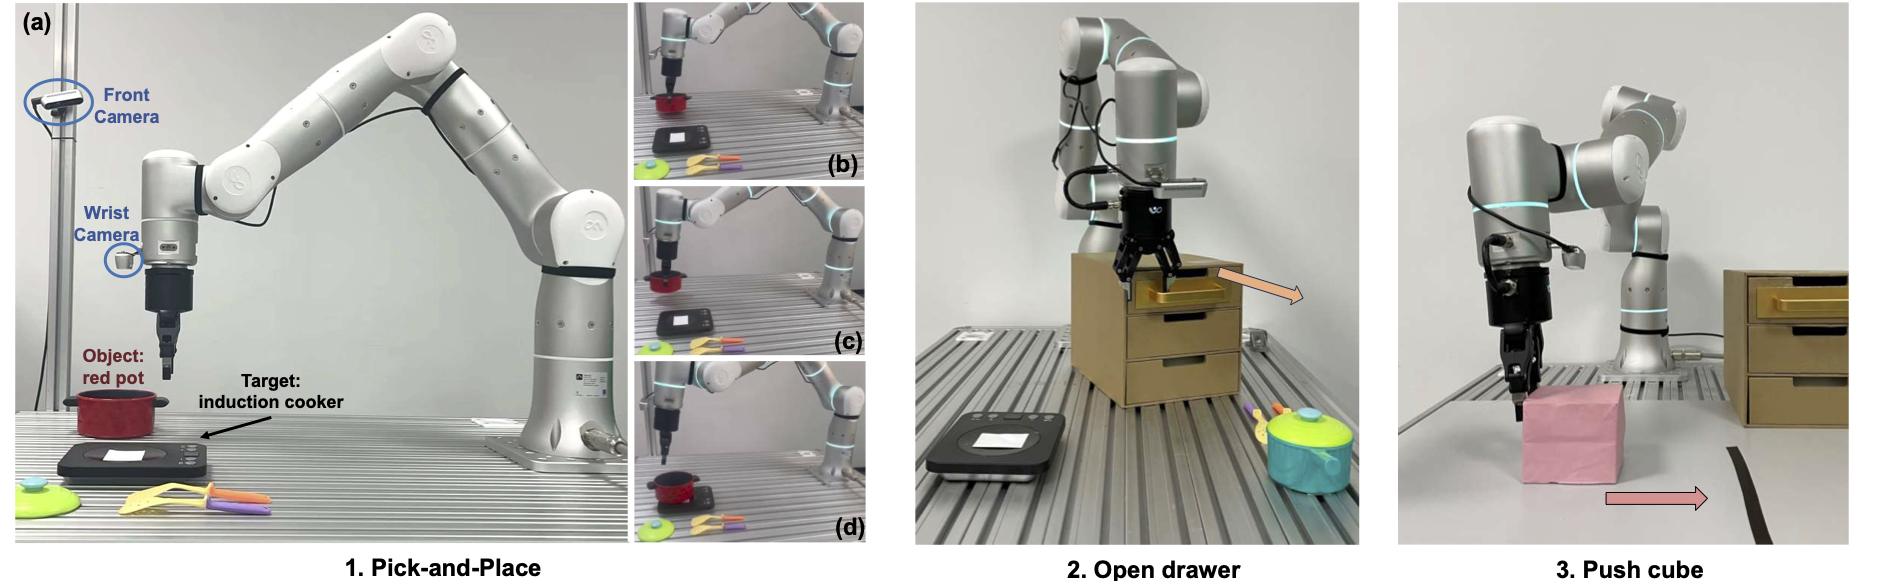 (a)
Front
Camera
Wrist
Camera
Object:
red pot
Target:
induction cooker
(b)
(c)
(d)
1. Pick-and-Place
2. Open drawer
3. Push cube